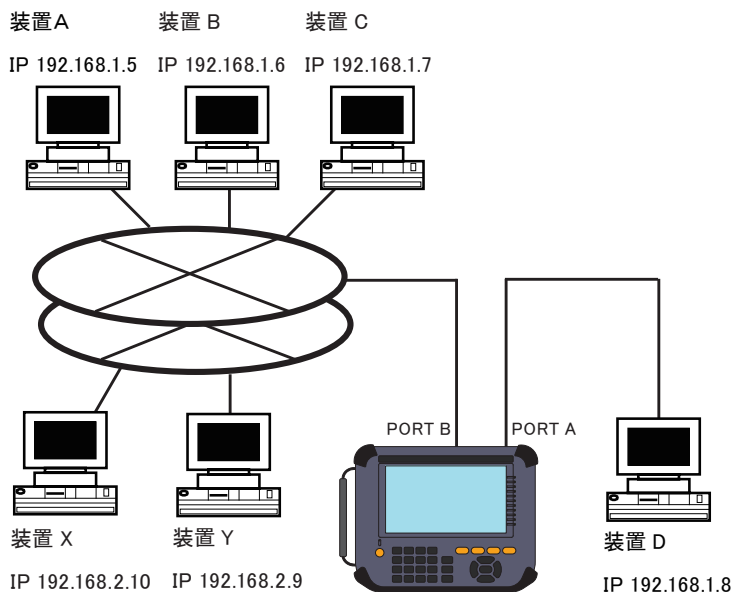 装置A 装置 B 装置 C
IP 192.168.1.5 IP 192.168.1.6 IP 192.168.1.7
PORT B PORT A
装置 X 装置 Y 装置 D
IP 192.168.2.10 IP 192.168.2.9 IP 192.168.1.8